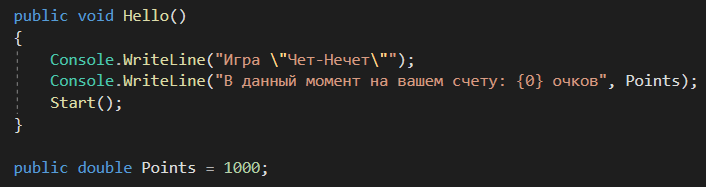 public void Hello()
{
Console.WriteLine("Игра \"Чет-Нечет\"");
Console.WriteLine("В данный момент на вашем счету: {0} очков", Points);
Start();
}
public double Points = 1000;